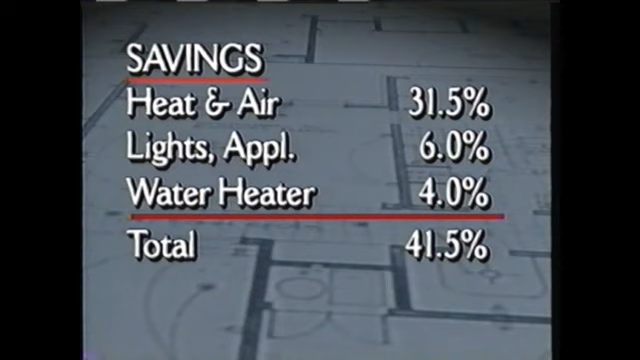 SAVINGS
Heat & Air 31.5%
Lights, Appl. 6.0%
Water Heater 4.0%
Total 41.5%